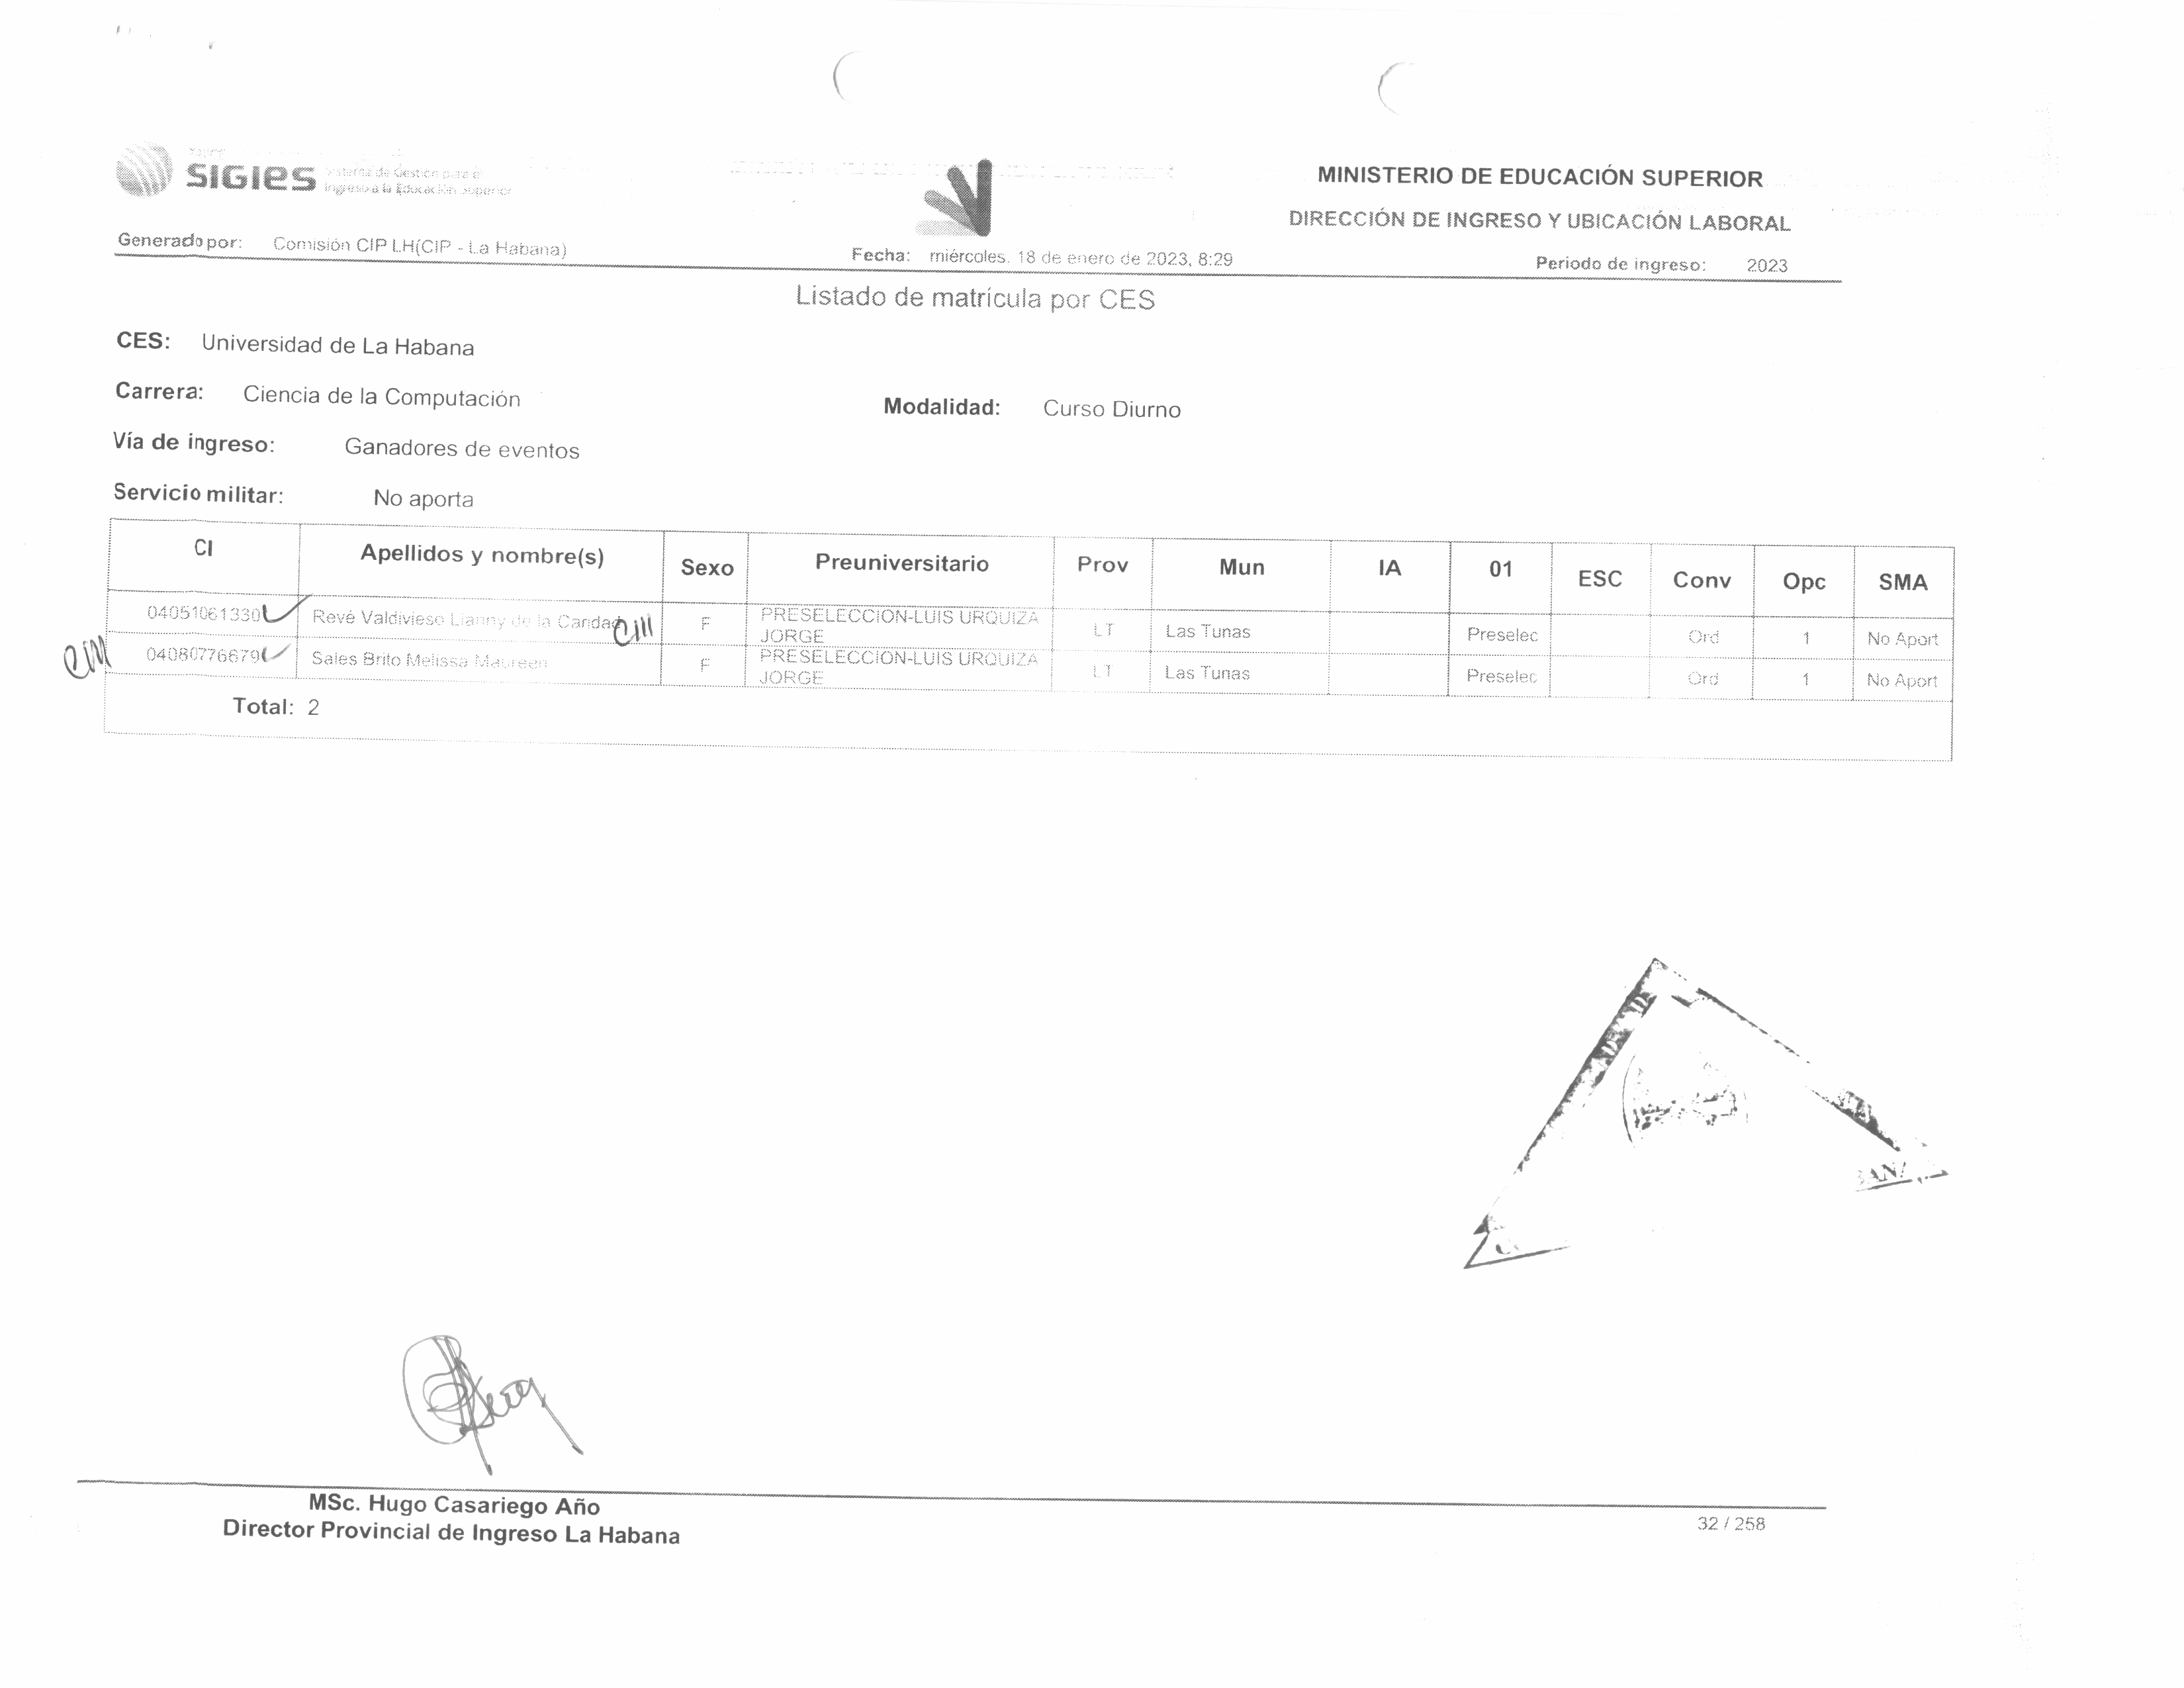 SIGIES Sistema de Gestión para el
Ingreso a la Educación Superior
MINISTERIO DE EDUCACIÓN SUPERIOR
DIRECCIÓN DE INGRESO Y UBICACIÓN LABORAL
Generado por: Comisión CIP LH(CIP - La Habana) Fecha: miércoles, 18 de enero de 2023, 8:29 Periodo de ingreso: 2023
Listado de matrícula por CES
CES: Universidad de La Habana
Carrera: Ciencia de la Computación Modalidad: Curso Diurno
Vía de ingreso: Ganadores de eventos
Servicio militar: No aporta
CI Apellidos y nombre(s) Sexo Preuniversitario Prov Mun IA 01 ESC Conv Opc SMA
04051061330 Revé Valdivieso Lianny de la Caridad CIII F PRESELECCION-LUIS URQUIZA JORGE LT Las Tunas Preselec Ord 1 No Aport
04080776679 Sales Brito Melissa Maureen F PRESELECCION-LUIS URQUIZA JORGE LT Las Tunas Preselec Ord 1 No Aport
Total: 2
MSc. Hugo Casariego Año
Director Provincial de Ingreso La Habana
32 / 258